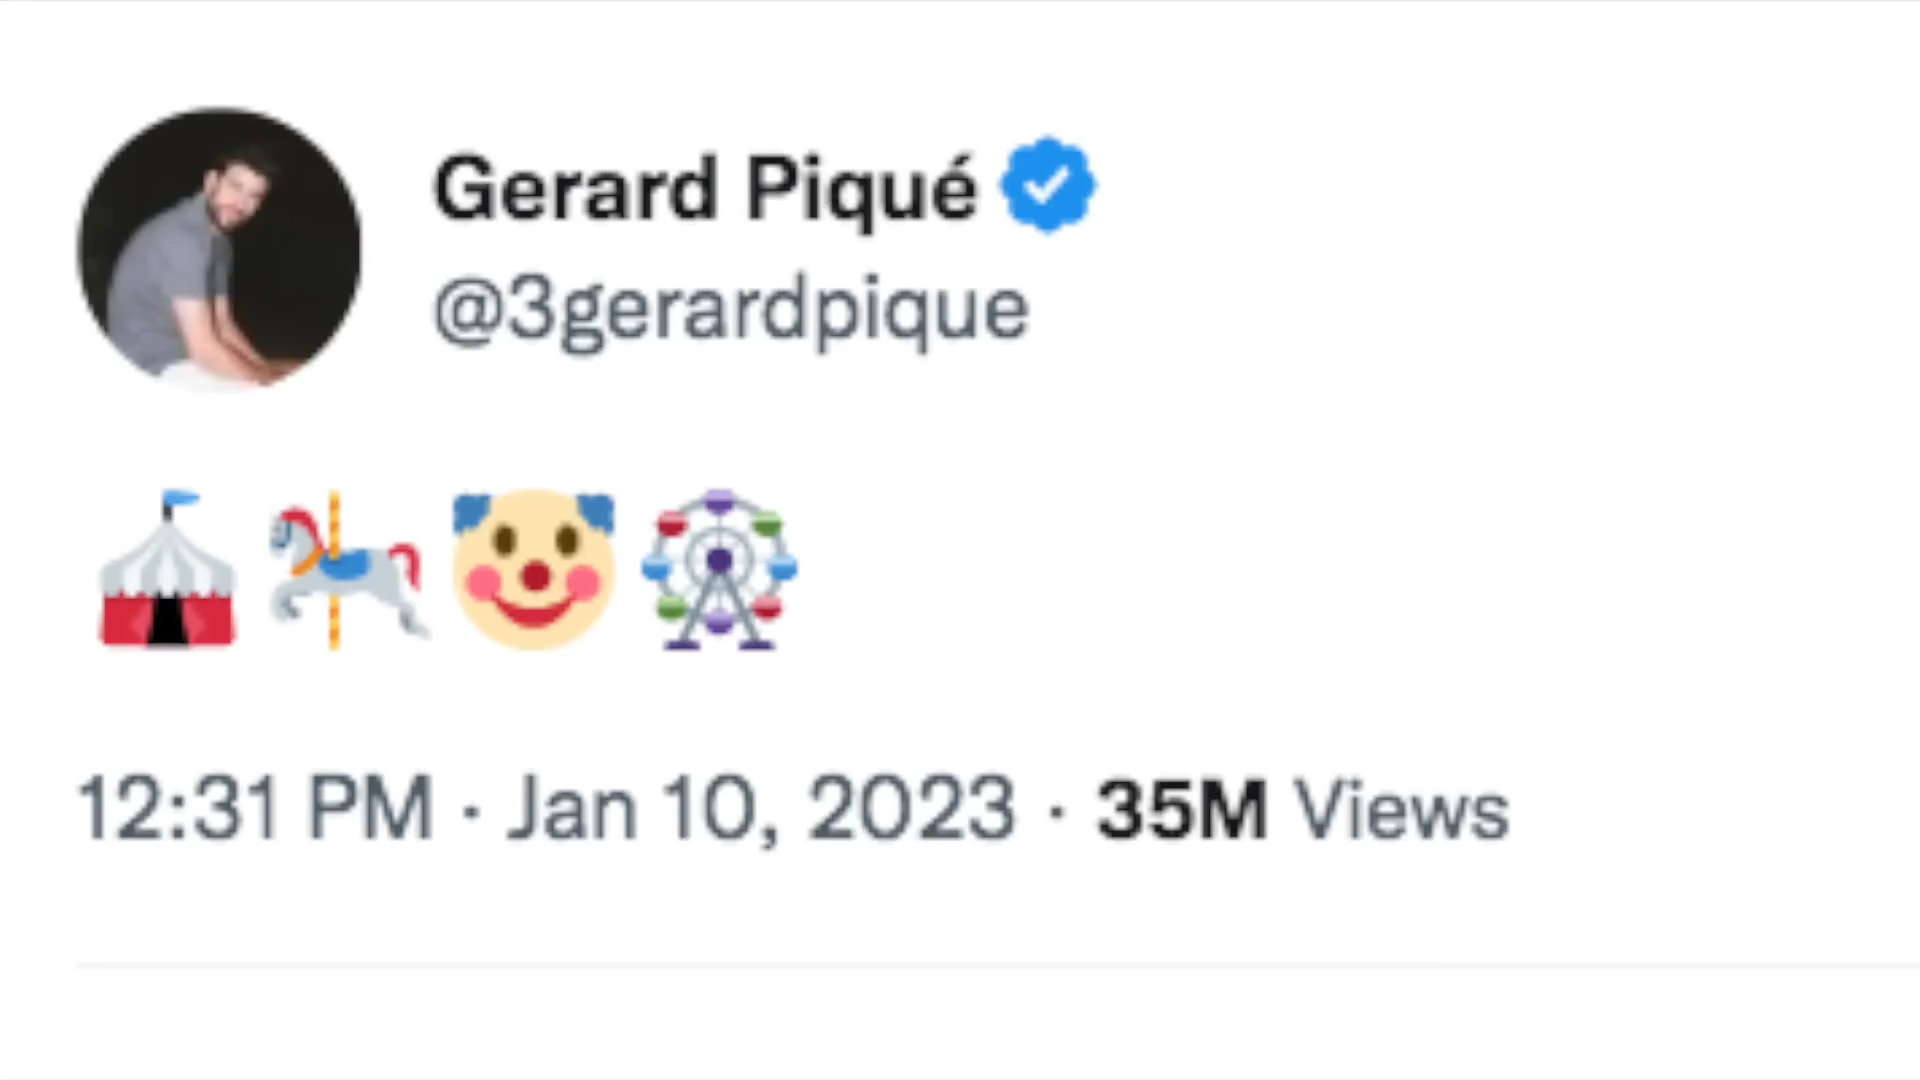 Gerard Piqué
@3gerardpique
🎪🎠🤡🎡
12:31 PM · Jan 10, 2023 · 35M Views